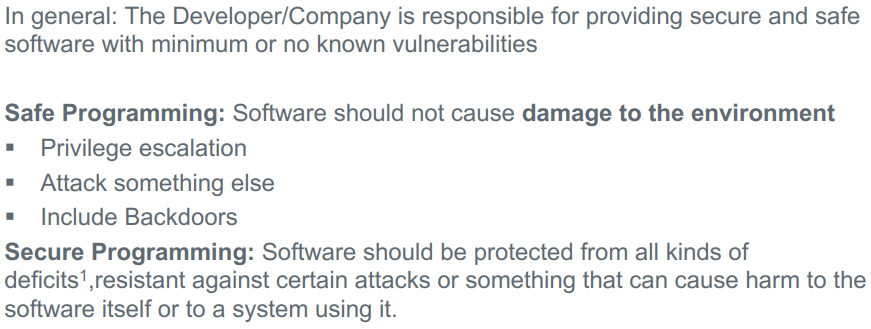 In general: The Developer/Company is responsible for providing secure and safe
software with minimum or no known vulnerabilities
Safe Programming: Software should not cause damage to the environment
▪ Privilege escalation
▪ Attack something else
▪ Include Backdoors
Secure Programming: Software should be protected from all kinds of
deficits¹,resistant against certain attacks or something that can cause harm to the
software itself or to a system using it.